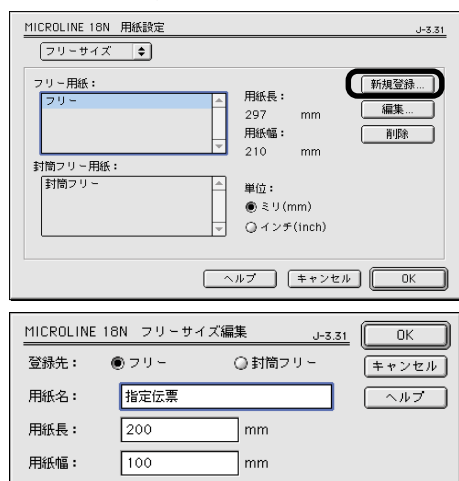 MICROLINE 18N 用紙設定 J-3.31
フリーサイズ
フリー用紙：
フリー
用紙長：
297 mm
用紙幅：
210 mm
新規登録...
編集...
削除
封筒フリー用紙：
封筒フリー
単位：
ミリ(mm)
インチ(inch)
ヘルプ キャンセル OK
MICROLINE 18N フリーサイズ編集 J-3.31 OK
登録先： フリー 封筒フリー キャンセル
用紙名： 指定伝票 ヘルプ
用紙長： 200 mm
用紙幅： 100 mm